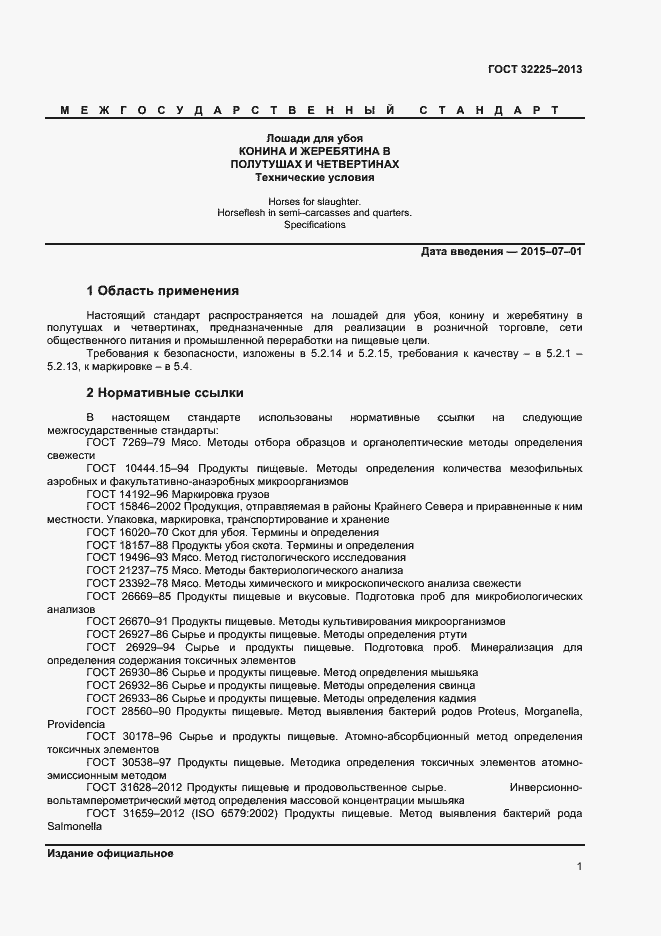 ГОСТ 32225–2013
МЕЖГОСУДАРСТВЕННЫЙ СТАНДАРТ
Лошади для убоя
КОНИНА И ЖЕРЕБЯТИНА В
ПОЛУТУШАХ И ЧЕТВЕРТИНАХ
Технические условия
Horses for slaughter.
Horseflesh in semi–carcasses and quarters.
Specifications
Дата введения — 2015–07–01
1 Область применения
Настоящий стандарт распространяется на лошадей для убоя, конину и жеребятину в
полутушах и четвертинах, предназначенные для реализации в розничной торговле, сети
общественного питания и промышленной переработки на пищевые цели.
Требования к безопасности, изложены в 5.2.14 и 5.2.15, требования к качеству – в 5.2.1 –
5.2.13, к маркировке – в 5.4.
2 Нормативные ссылки
В настоящем стандарте использованы нормативные ссылки на следующие
межгосударственные стандарты:
ГОСТ 7269–79 Мясо. Методы отбора образцов и органолептические методы определения
свежести
ГОСТ 10444.15–94 Продукты пищевые. Методы определения количества мезофильных
аэробных и факультативно-анаэробных микроорганизмов
ГОСТ 14192–96 Маркировка грузов
ГОСТ 15846–2002 Продукция, отправляемая в районы Крайнего Севера и приравненные к ним
местности. Упаковка, маркировка, транспортирование и хранение
ГОСТ 16020–70 Скот для убоя. Термины и определения
ГОСТ 18157–88 Продукты убоя скота. Термины и определения
ГОСТ 19496–93 Мясо. Метод гистологического исследования
ГОСТ 21237–75 Мясо. Методы бактериологического анализа
ГОСТ 23392–78 Мясо. Методы химического и микроскопического анализа свежести
ГОСТ 26669–85 Продукты пищевые и вкусовые. Подготовка проб для микробиологических
анализов
ГОСТ 26670–91 Продукты пищевые. Методы культивирования микроорганизмов
ГОСТ 26927–86 Сырье и продукты пищевые. Методы определения ртути
ГОСТ 26929–94 Сырье и продукты пищевые. Подготовка проб. Минерализация для
определения содержания токсичных элементов
ГОСТ 26930–86 Сырье и продукты пищевые. Метод определения мышьяка
ГОСТ 26932–86 Сырье и продукты пищевые. Методы определения свинца
ГОСТ 26933–86 Сырье и продукты пищевые. Методы определения кадмия
ГОСТ 28560–90 Продукты пищевые. Метод выявления бактерий родов Proteus, Morganella,
Providencia
ГОСТ 30178–96 Сырье и продукты пищевые. Атомно-абсорбционный метод определения
токсичных элементов
ГОСТ 30538–97 Продукты пищевые. Методика определения токсичных элементов атомно-
эмиссионным методом
ГОСТ 31628–2012 Продукты пищевые и продовольственное сырье. Инверсионно-
вольтамперометрический метод определения массовой концентрации мышьяка
ГОСТ 31659–2012 (ISO 6579:2002) Продукты пищевые. Метод выявления бактерий рода
Salmonella
Издание официальное
1